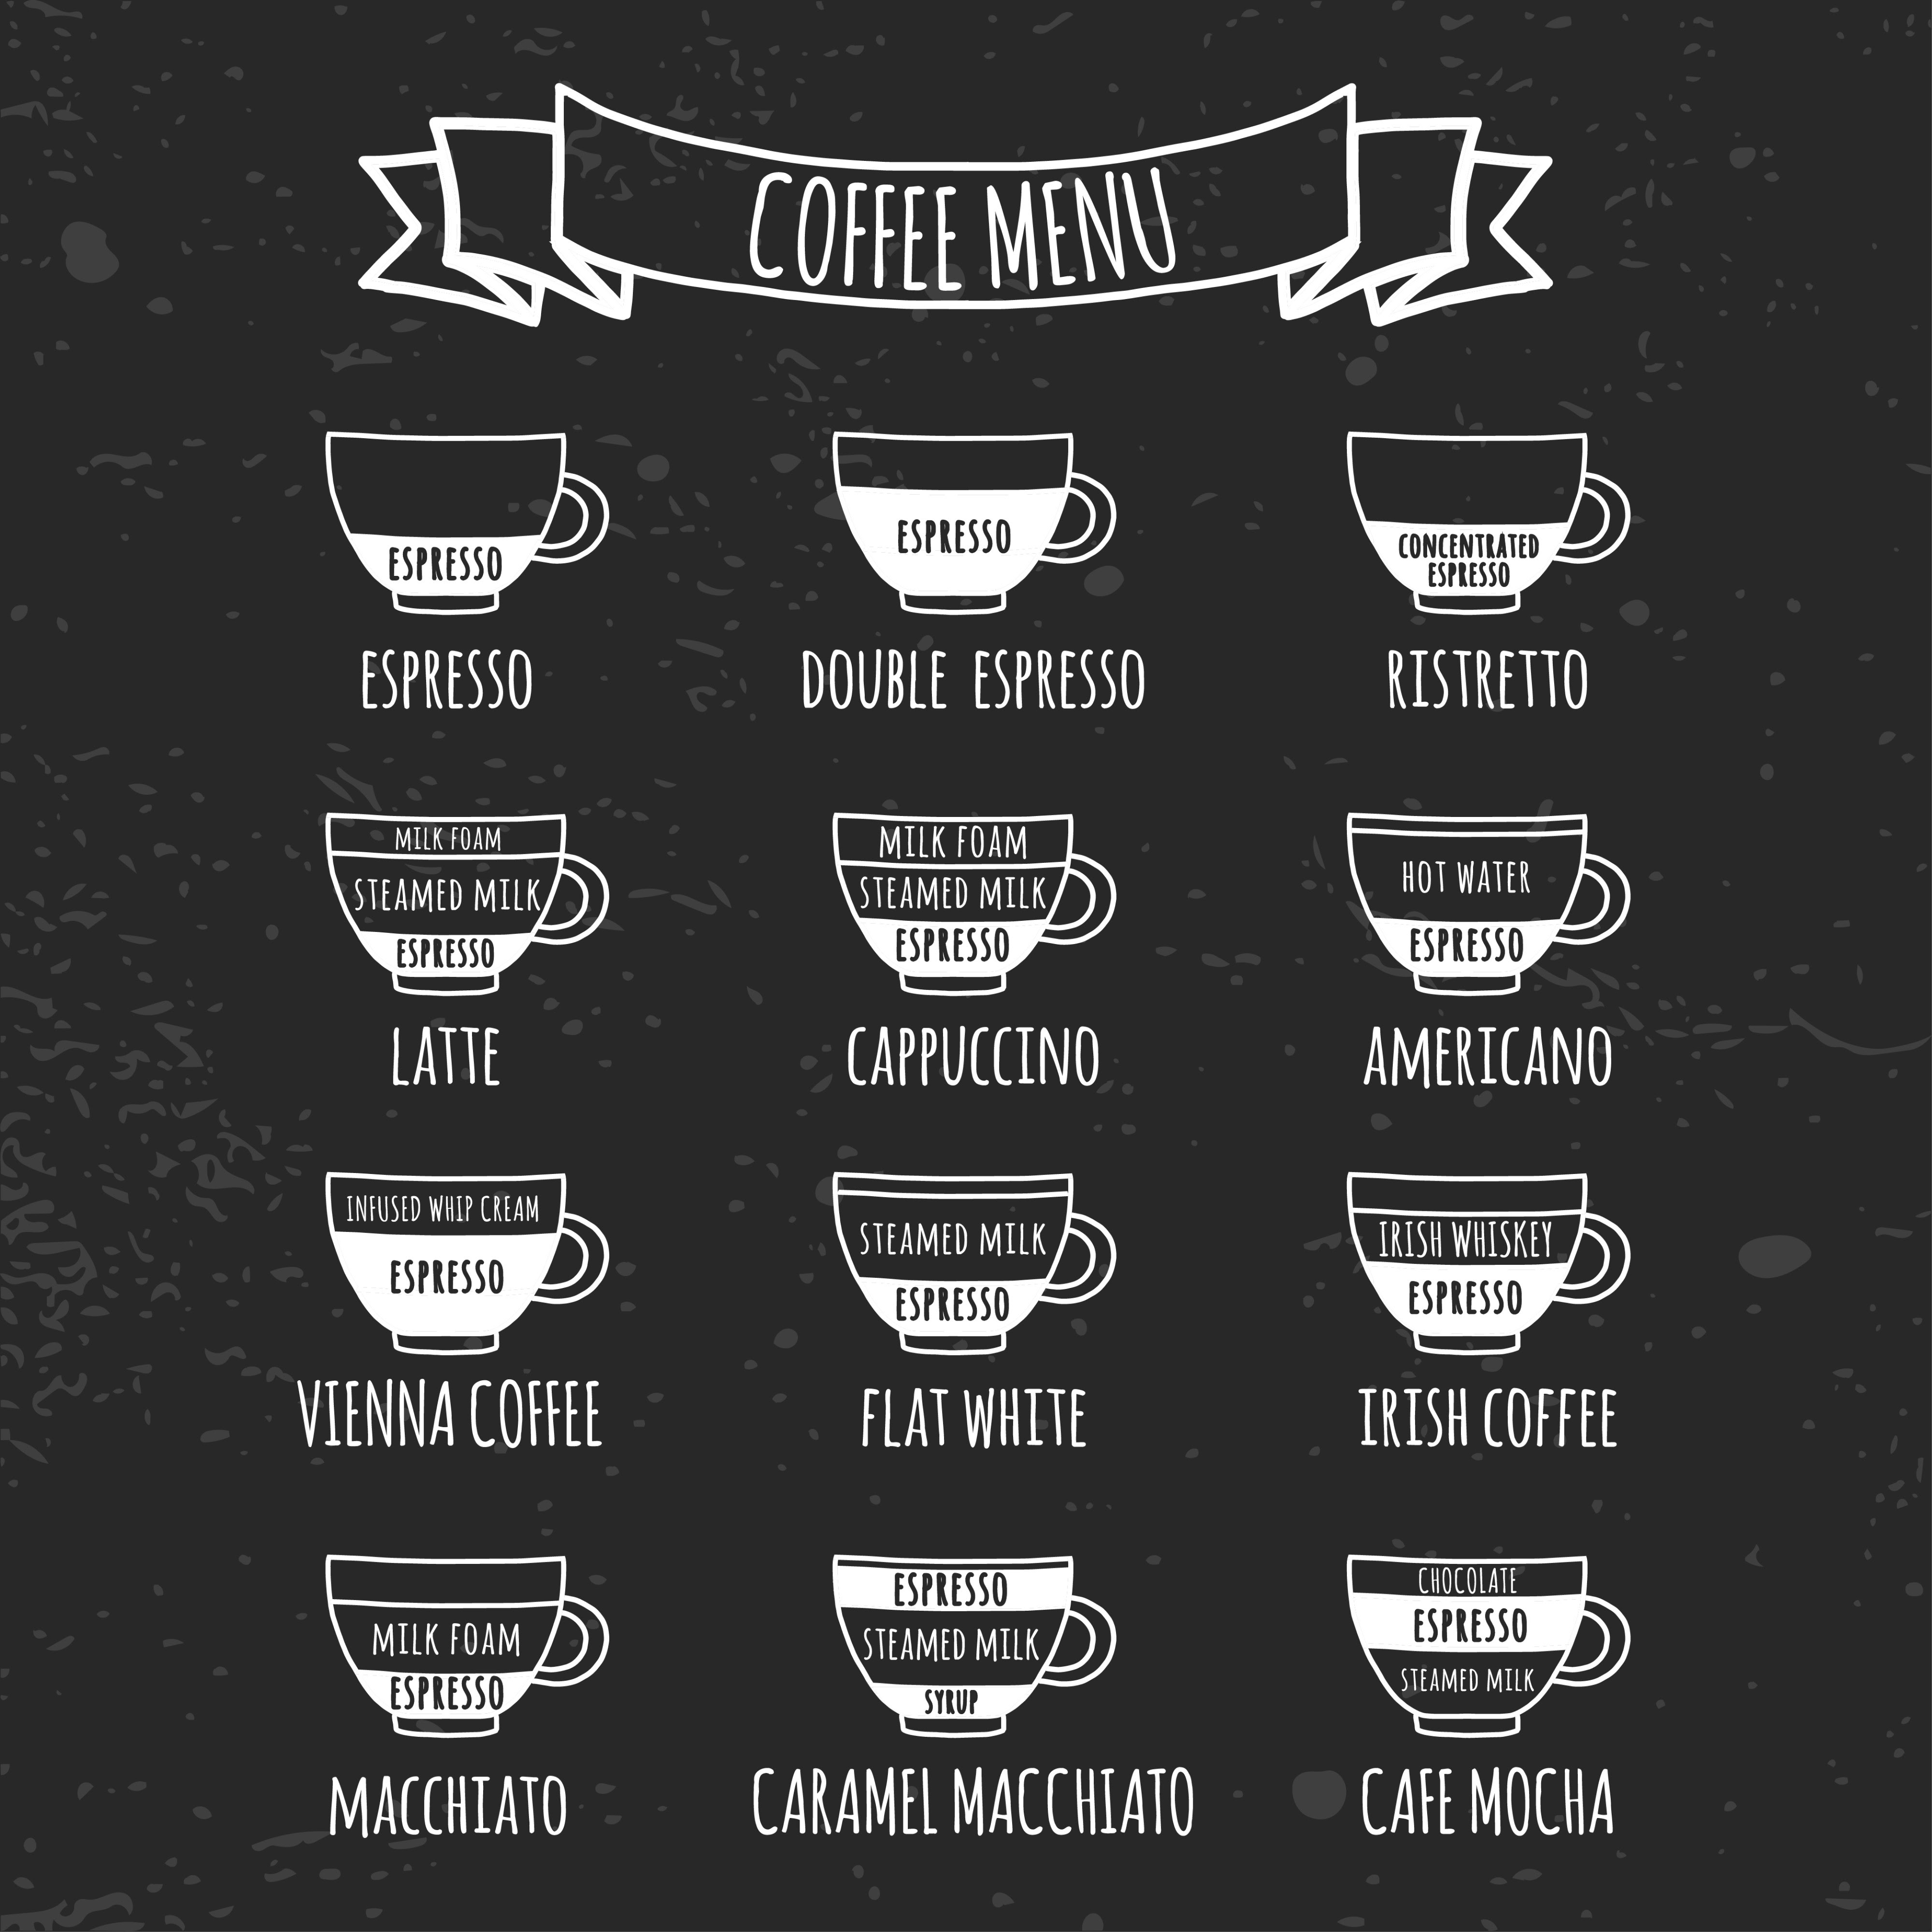 COFFEE MENU
ESPRESSO
ESPRESSO
CONCENTRATED
ESPRESSO
ESPRESSO
DOUBLE ESPRESSO
RISTRETTO
MILK FOAM
STEAMED MILK
ESPRESSO
MILK FOAM
STEAMED MILK
ESPRESSO
HOT WATER
ESPRESSO
LATTE
CAPPUCCINO
AMERICANO
INFUSED WHIP CREAM
ESPRESSO
STEAMED MILK
ESPRESSO
IRISH WHISKEY
ESPRESSO
VIENNA COFFEE
FLAT WHITE
IRISH COFFEE
MILK FOAM
ESPRESSO
ESPRESSO
STEAMED MILK
SYRUP
CHOCOLATE
ESPRESSO
STEAMED MILK
MACCHIATO
CARAMEL MACCHIATO
CAFE MOCHA